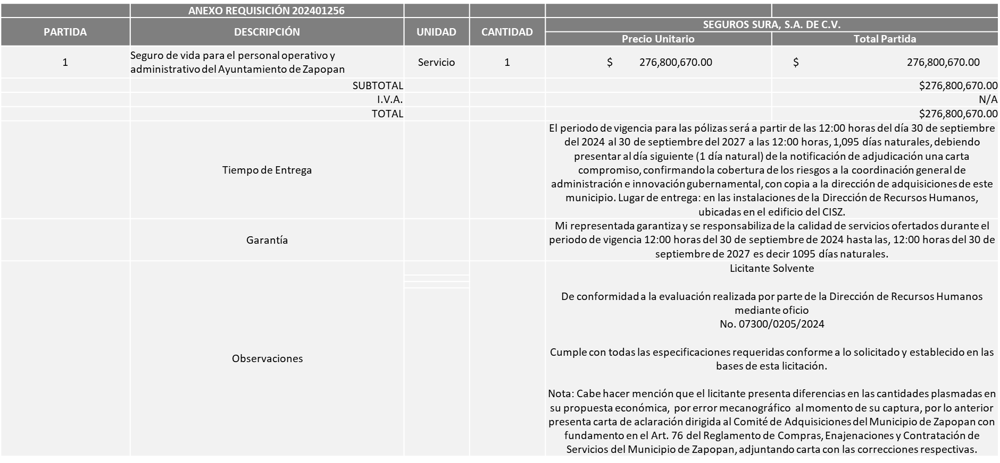 ANEXO REQUISICIÓN 202401256
PARTIDA DESCRIPCIÓN UNIDAD CANTIDAD SEGUROS SURA, S.A. DE C.V.
Precio Unitario Total Partida
1 Seguro de vida para el personal operativo y
administrativo del Ayuntamiento de Zapopan Servicio 1 $ 276,800,670.00 $ 276,800,670.00
SUBTOTAL $276,800,670.00
I.V.A. N/A
TOTAL $276,800,670.00
Tiempo de Entrega
El periodo de vigencia para las pólizas será a partir de las 12:00 horas del día 30 de septiembre
del 2024 al 30 de septiembre del 2027 a las 12:00 horas, 1,095 días naturales, debiendo
presentar al día siguiente (1 día natural) de la notificación de adjudicación una carta
compromiso, confirmando la cobertura de los riesgos a la coordinación general de
administración e innovación gubernamental, con copia a la dirección de adquisiciones de este
municipio. Lugar de entrega: en las instalaciones de la Dirección de Recursos Humanos,
ubicadas en el edificio del CISZ.
Garantía
Mi representada garantiza y se responsabiliza de la calidad de servicios ofertados durante el
periodo de vigencia 12:00 horas del 30 de septiembre de 2024 hasta las, 12:00 horas del 30 de
septiembre de 2027 es decir 1095 días naturales.
Observaciones
Licitante Solvente
De conformidad a la evaluación realizada por parte de la Dirección de Recursos Humanos
mediante oficio
No. 07300/0205/2024
Cumple con todas las especificaciones requeridas conforme a lo solicitado y establecido en las
bases de esta licitación.
Nota: Cabe hacer mención que el licitante presenta diferencias en las cantidades plasmadas en
su propuesta económica, por error mecanográfico al momento de su captura, por lo anterior
presenta carta de aclaración dirigida al Comité de Adquisiciones del Municipio de Zapopan con
fundamento en el Art. 76 del Reglamento de Compras, Enajenaciones y Contratación de
Servicios del Municipio de Zapopan, adjuntando carta con las correcciones respectivas.